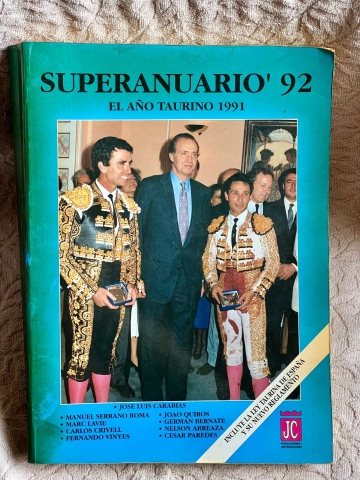 SUPERANUARIO' 92
EL AÑO TAURINO 1991
• JOSE LUIS CARABIAS
• MANUEL SERRANO ROMA
• MARC LAVIE
• CARLOS CRIVELL
• FERNANDO VINYES
• JOAO QUIROS
• GERMAN BERNATE
• NELSON ARREAZA
• CESAR PAREDES
INCLUYE LA LEY TAURINA DE ESPAÑA
Y SU NUEVO REGLAMENTO
JC